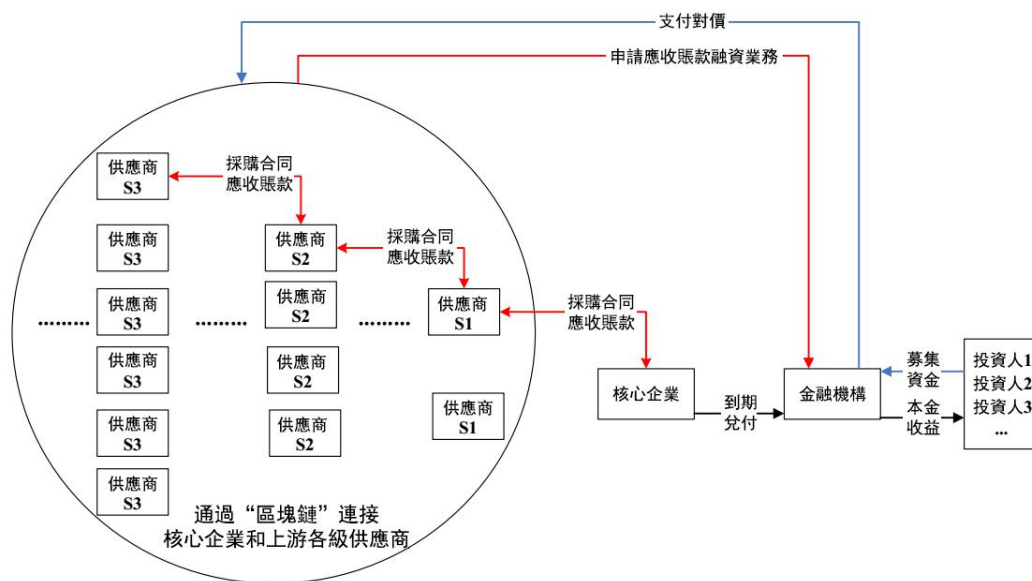 支付對價
申請應收賬款融資業務
供應商
S3
採購合同
應收賬款
供應商
S3
供應商
S2
採購合同
應收賬款
………
供應商
S3
………
供應商
S2
………
供應商
S1
採購合同
應收賬款
供應商
S3
供應商
S2
核心企業
到期
兌付
金融機構
募集
資金
本金
收益
投資人1
投資人2
投資人3
...
供應商
S3
供應商
S2
供應商
S1
供應商
S3
通過“區塊鏈”連接
核心企業和上游各級供應商